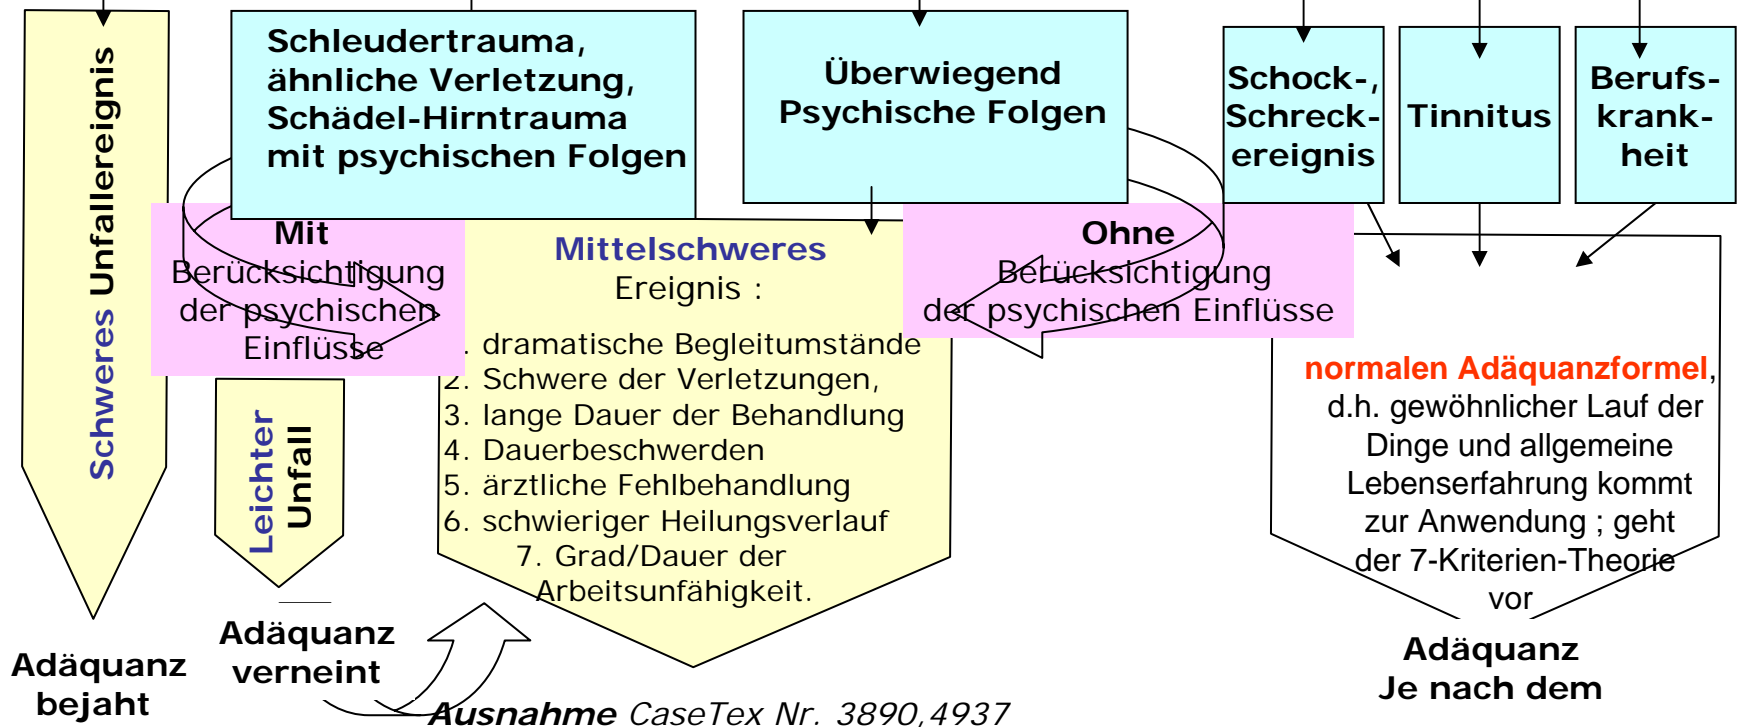 Schweres Unfallereignis
Adäquanz
bejaht
Schleudertrauma,
ähnliche Verletzung,
Schädel-Hirntrauma
mit psychischen Folgen
Mit
Berücksichtigung
der psychischen
Einflüsse
Leichter
Unfall
Adäquanz
verneint
Überwiegend
Psychische Folgen
Ohne
Berücksichtigung
der psychischen Einflüsse
Mittelschweres
Ereignis :
. dramatische Begleitumstände
2. Schwere der Verletzungen,
3. lange Dauer der Behandlung
4. Dauerbeschwerden
5. ärztliche Fehlbehandlung
6. schwieriger Heilungsverlauf
7. Grad/Dauer der
Arbeitsunfähigkeit.
Ausnahme CaseTex Nr. 3890,4937
Schock-,
Schreck-
ereignis
Tinnitus
Berufs-
krank-
heit
normalen Adäquanzformel,
d.h. gewöhnlicher Lauf der
Dinge und allgemeine
Lebenserfahrung kommt
zur Anwendung ; geht
der 7-Kriterien-Theorie
vor
Adäquanz
Je nach dem